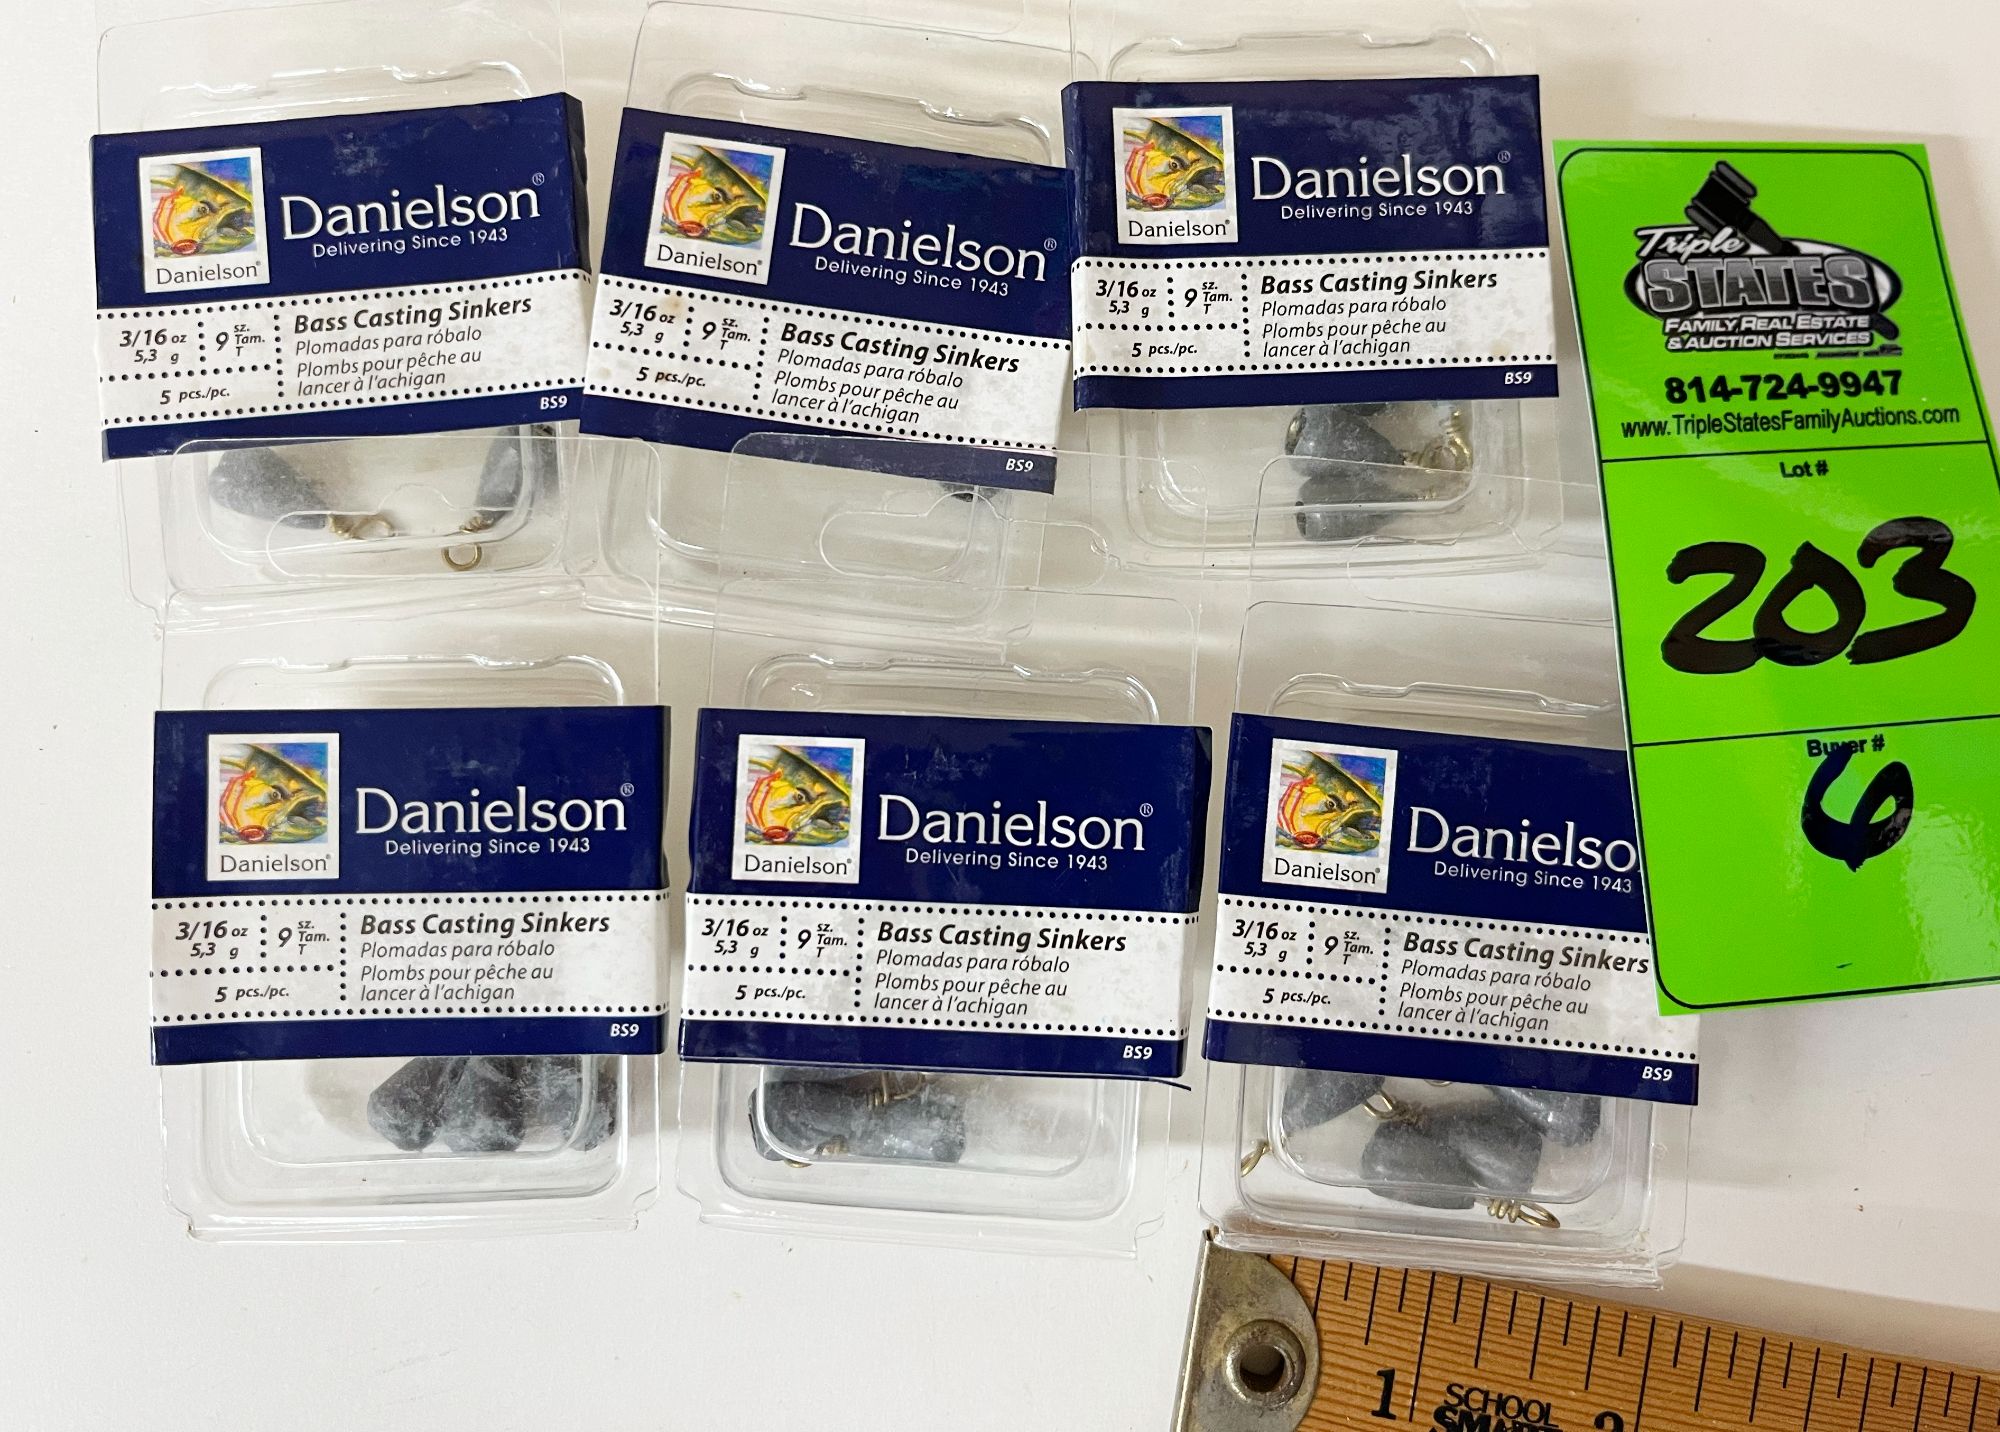 Danielson®
Delivering Since 1943
Danielson®
3/16 oz
5,3 g
9 sz. Tam. T
5 pcs./pc.
Bass Casting Sinkers
Plomadas para róbalo
Plombs pour pêche au
lancer à l'achigan
BS9
Danielson®
Delivering Since 1943
Danielson®
3/16 oz
5,3 g
9 sz. Tam. T
5 pcs./pc.
Bass Casting Sinkers
Plomadas para róbalo
Plombs pour pêche au
lancer à l'achigan
BS9
Danielson®
Delivering Since 1943
Danielson®
3/16 oz
5,3 g
9 sz. Tam. T
5 pcs./pc.
Bass Casting Sinkers
Plomadas para róbalo
Plombs pour pêche au
lancer à l'achigan
BS9
Triple
STATES
FAMILY REAL ESTATE
& AUCTION SERVICES
814-724-9947
www.TripleStatesFamilyAuctions.com
Lot #
203
Buyer #
6
Danielson®
Delivering Since 1943
Danielson®
3/16 oz
5,3 g
9 sz. Tam. T
5 pcs./pc.
Bass Casting Sinkers
Plomadas para róbalo
Plombs pour pêche au
lancer à l'achigan
BS9
Danielson®
Delivering Since 1943
Danielson®
3/16 oz
5,3 g
9 sz. Tam. T
5 pcs./pc.
Bass Casting Sinkers
Plomadas para róbalo
Plombs pour pêche au
lancer à l'achigan
BS9
Danielso
Delivering Since 1943
Danielson®
3/16 oz
5,3 g
9 sz. Tam. T
5 pcs./pc.
Bass Casting Sinkers
Plomadas para róbalo
Plombs pour pêche au
lancer à l'achigan
BS9
1
SCHOOL
SMART
2